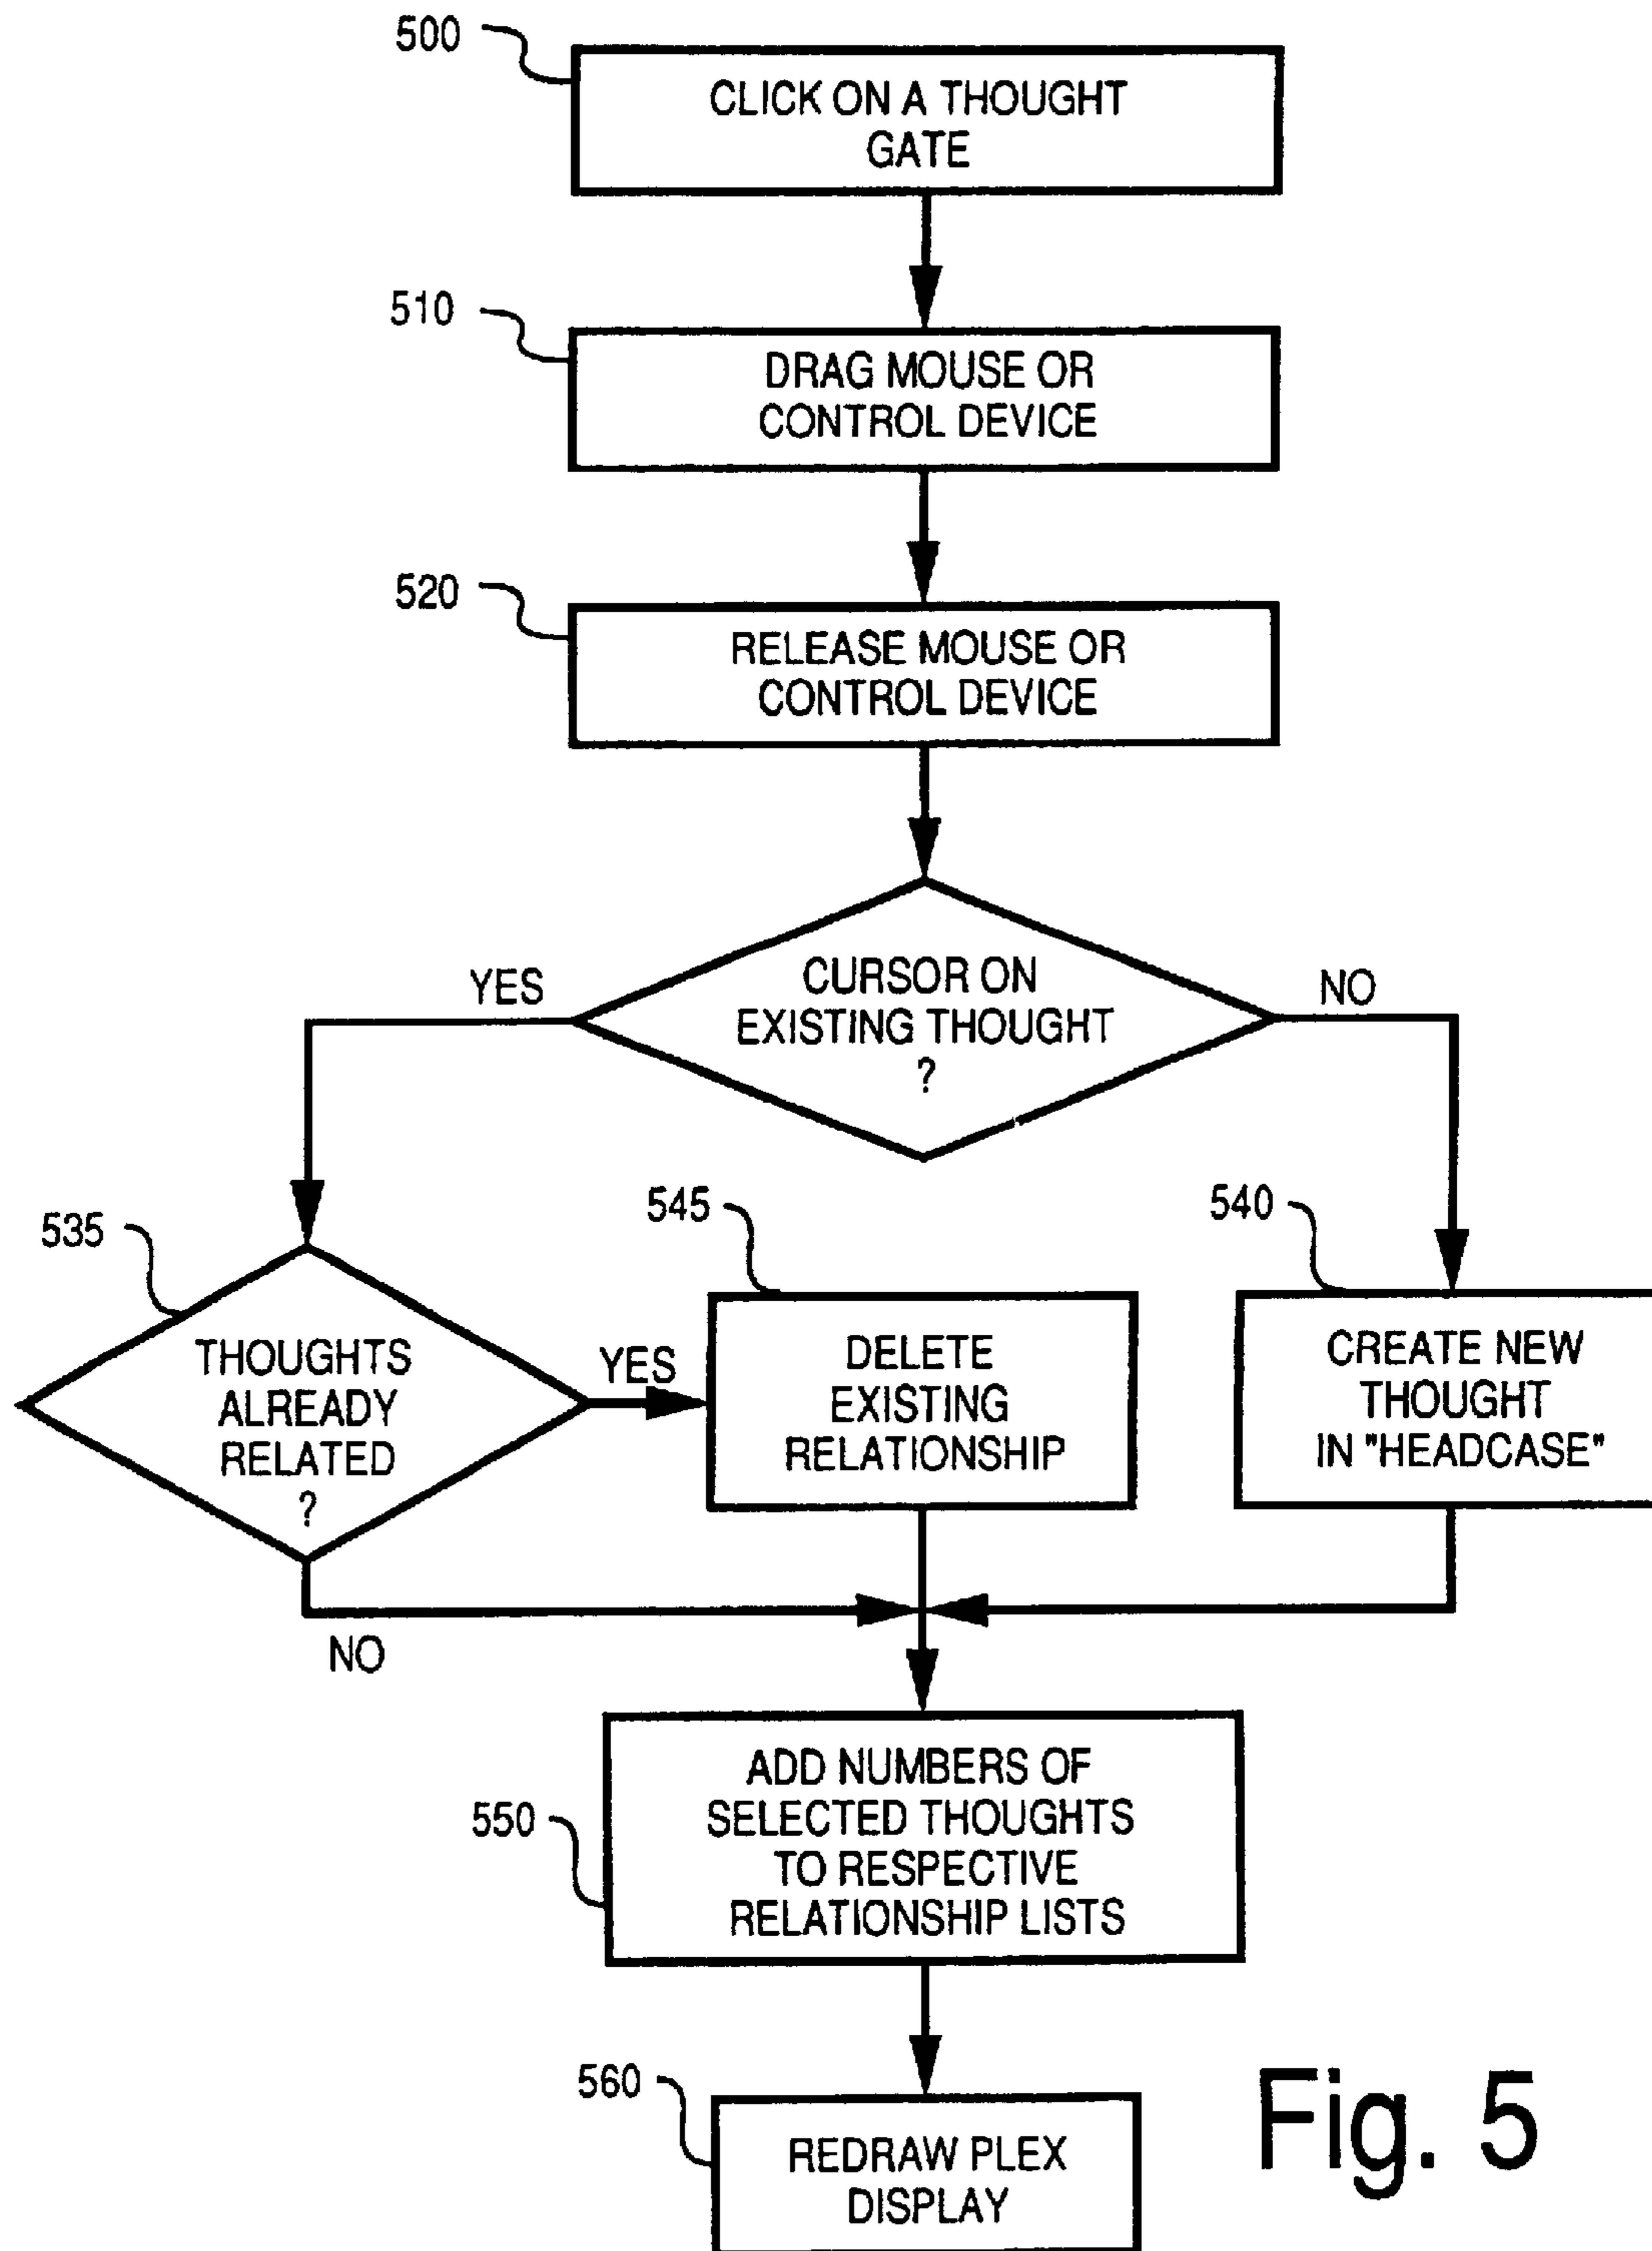 500
CLICK ON A THOUGHT
GATE
510
DRAG MOUSE OR
CONTROL DEVICE
520
RELEASE MOUSE OR
CONTROL DEVICE
YES
CURSOR ON
EXISTING THOUGHT
?
NO
535
THOUGHTS
ALREADY
RELATED
?
YES
545
DELETE
EXISTING
RELATIONSHIP
540
CREATE NEW
THOUGHT
IN "HEADCASE"
NO
550
ADD NUMBERS OF
SELECTED THOUGHTS
TO RESPECTIVE
RELATIONSHIP LISTS
560
REDRAW PLEX
DISPLAY
Fig. 5